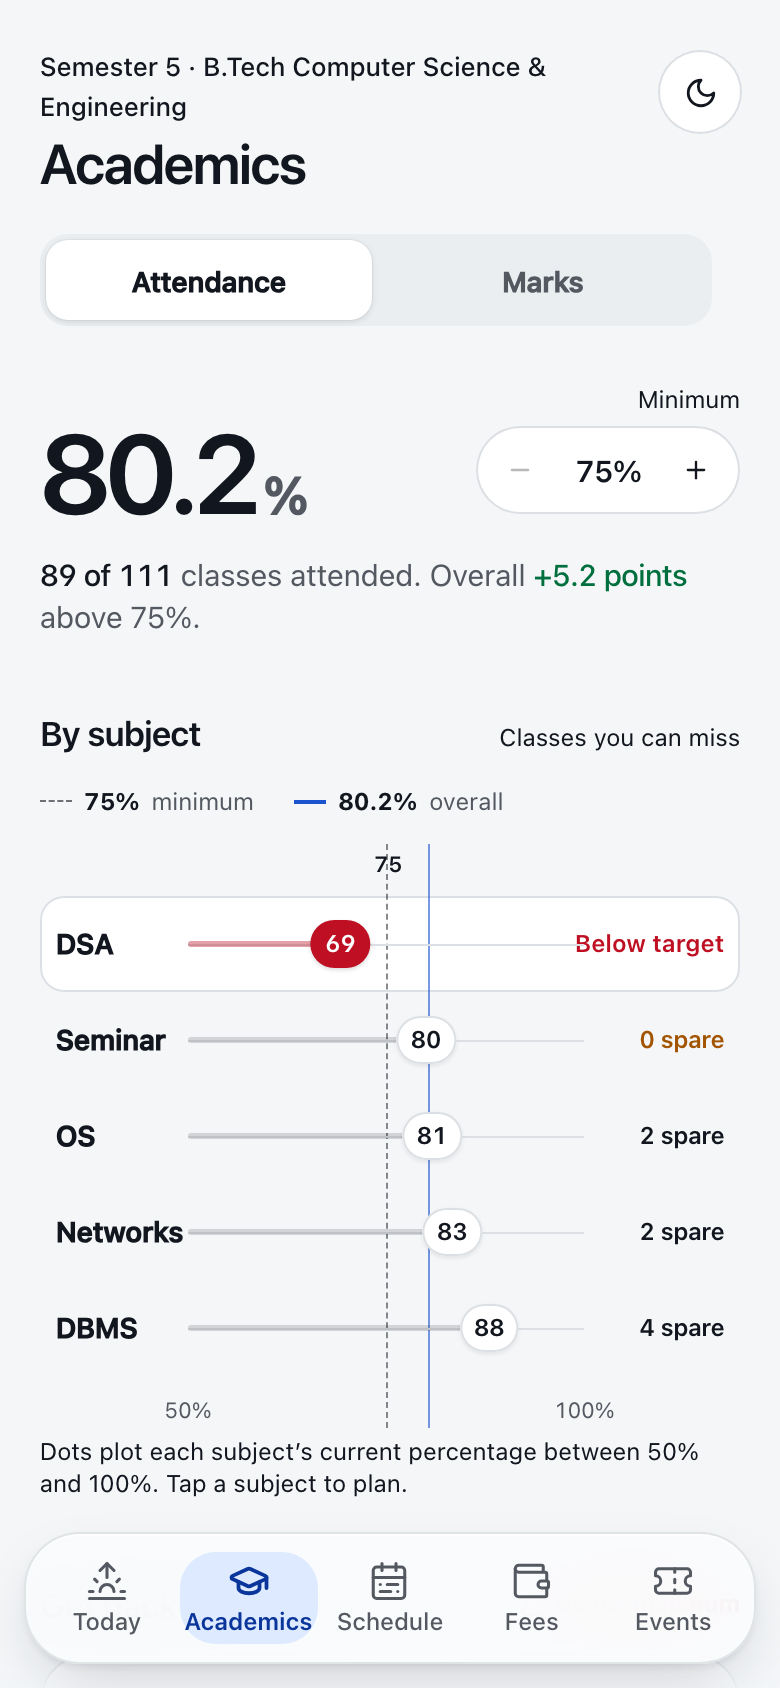 Semester 5 · B.Tech Computer Science &
Engineering
Academics
Attendance
Marks
Minimum
80.2%
− 75% +
89 of 111 classes attended. Overall +5.2 points
above 75%.
By subject
Classes you can miss
75% minimum
80.2% overall
75
DSA 69 Below target
Seminar 80 0 spare
OS 81 2 spare
Networks 83 2 spare
DBMS 88 4 spare
50% 100%
Dots plot each subject’s current percentage between 50%
and 100%. Tap a subject to plan.
Today Academics Schedule Fees Events